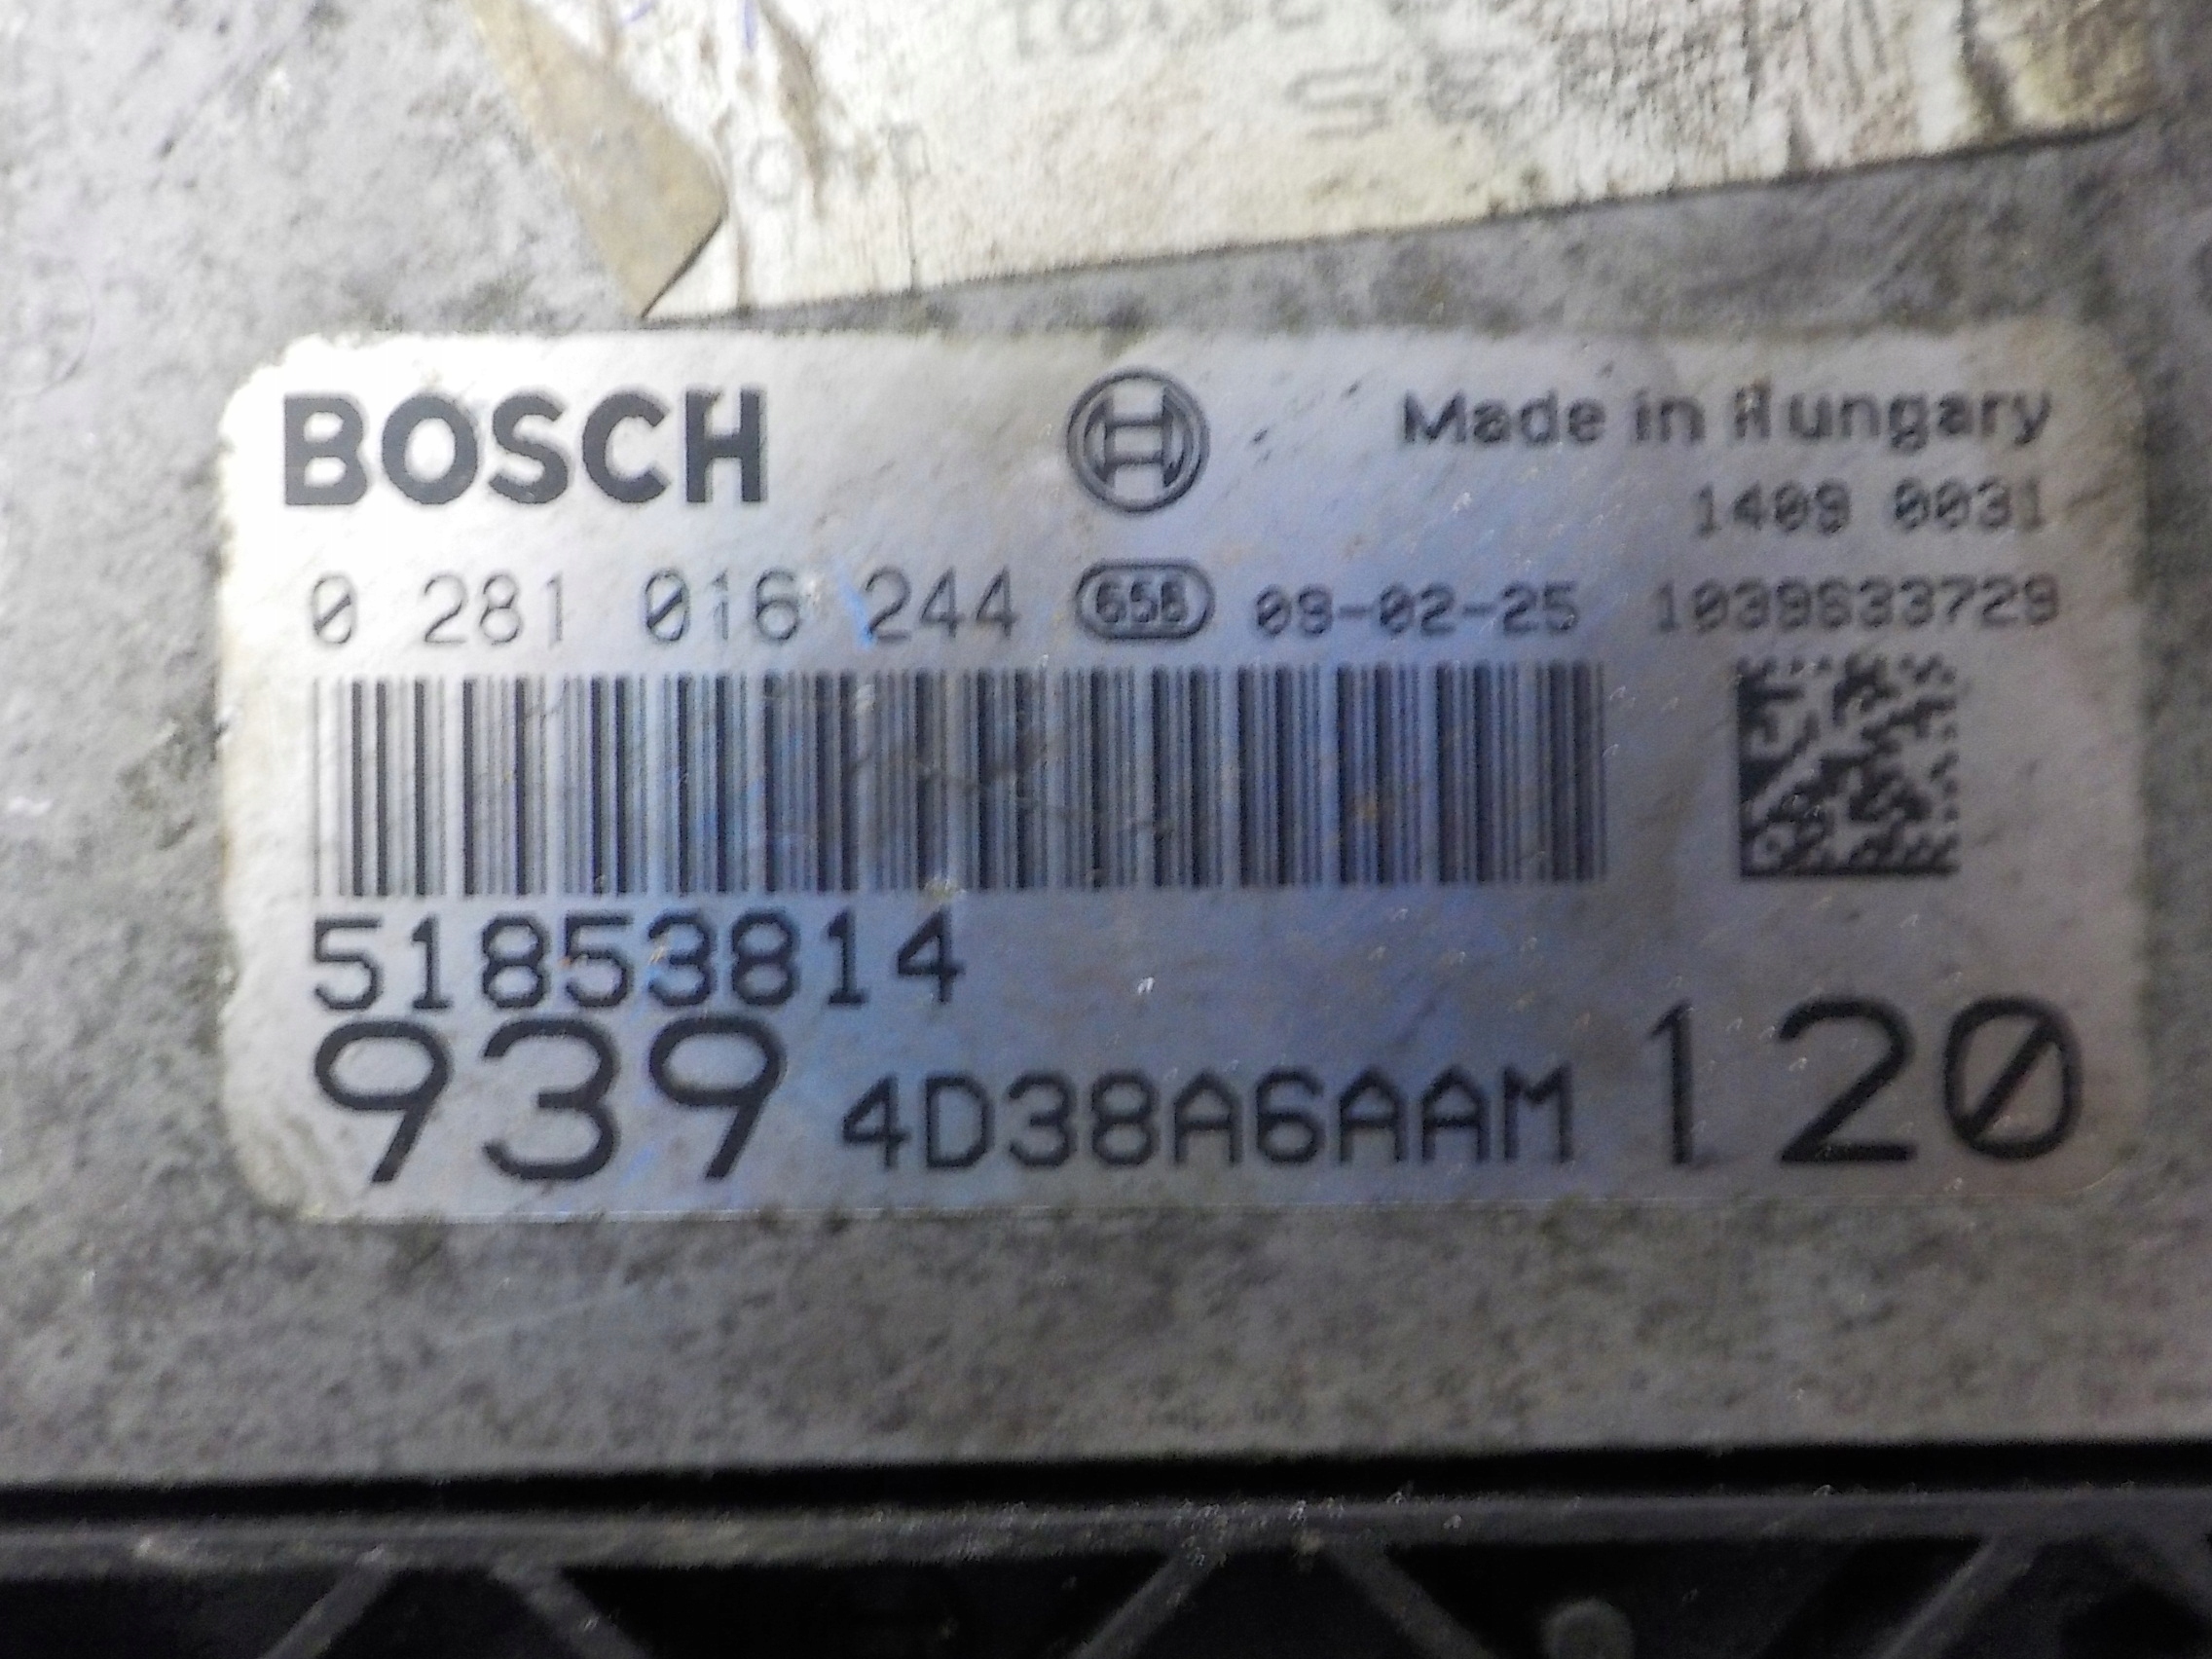 BOSCH
Made in Hungary
1409 0031
0 281 016 244 658 09-02-25 1039S33729
51853814
939 4D38A6AAM 120